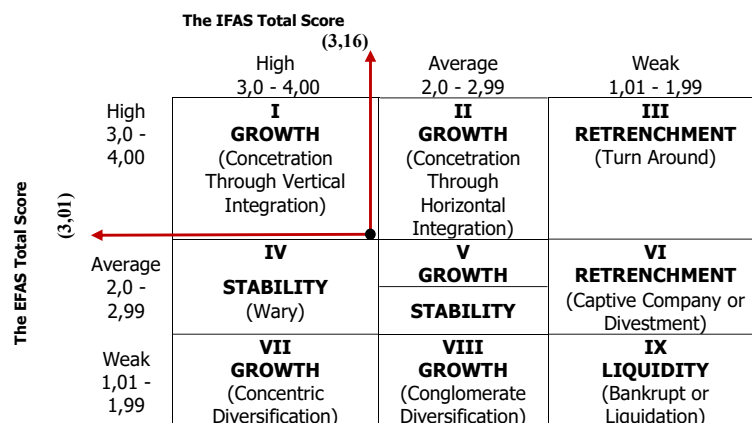 The IFAS Total Score
(3,16)
High
3,0 - 4,00
Average
2,0 - 2,99
Weak
1,01 - 1,99
The EFAS Total Score
(3,01)
High
3,0 -
4,00
I
GROWTH
(Concetration
Through Vertical
Integration)
II
GROWTH
(Concetration
Through
Horizontal
Integration)
III
RETRENCHMENT
(Turn Around)
Average
2,0 -
2,99
IV
STABILITY
(Wary)
V
GROWTH
STABILITY
VI
RETRENCHMENT
(Captive Company or
Divestment)
Weak
1,01 -
1,99
VII
GROWTH
(Concentric
Diversification)
VIII
GROWTH
(Conglomerate
Diversification)
IX
LIQUIDITY
(Bankrupt or
Liquidation)